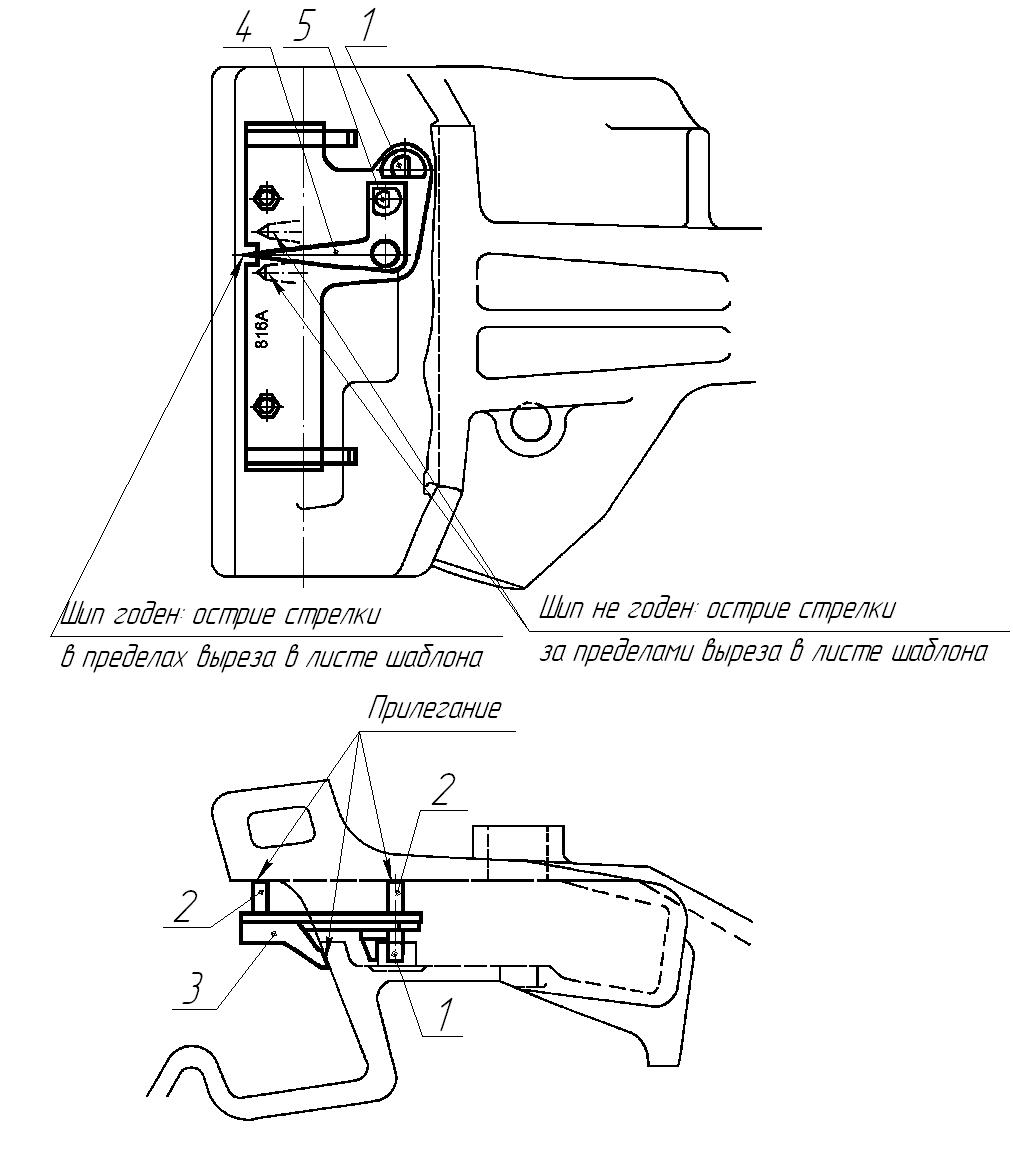 4 5 1
816А
Шип годен: острие стрелки
в пределах выреза в листе шаблона
Шип не годен: острие стрелки
за пределами выреза в листе шаблона
Прилегание
2
2
3
1